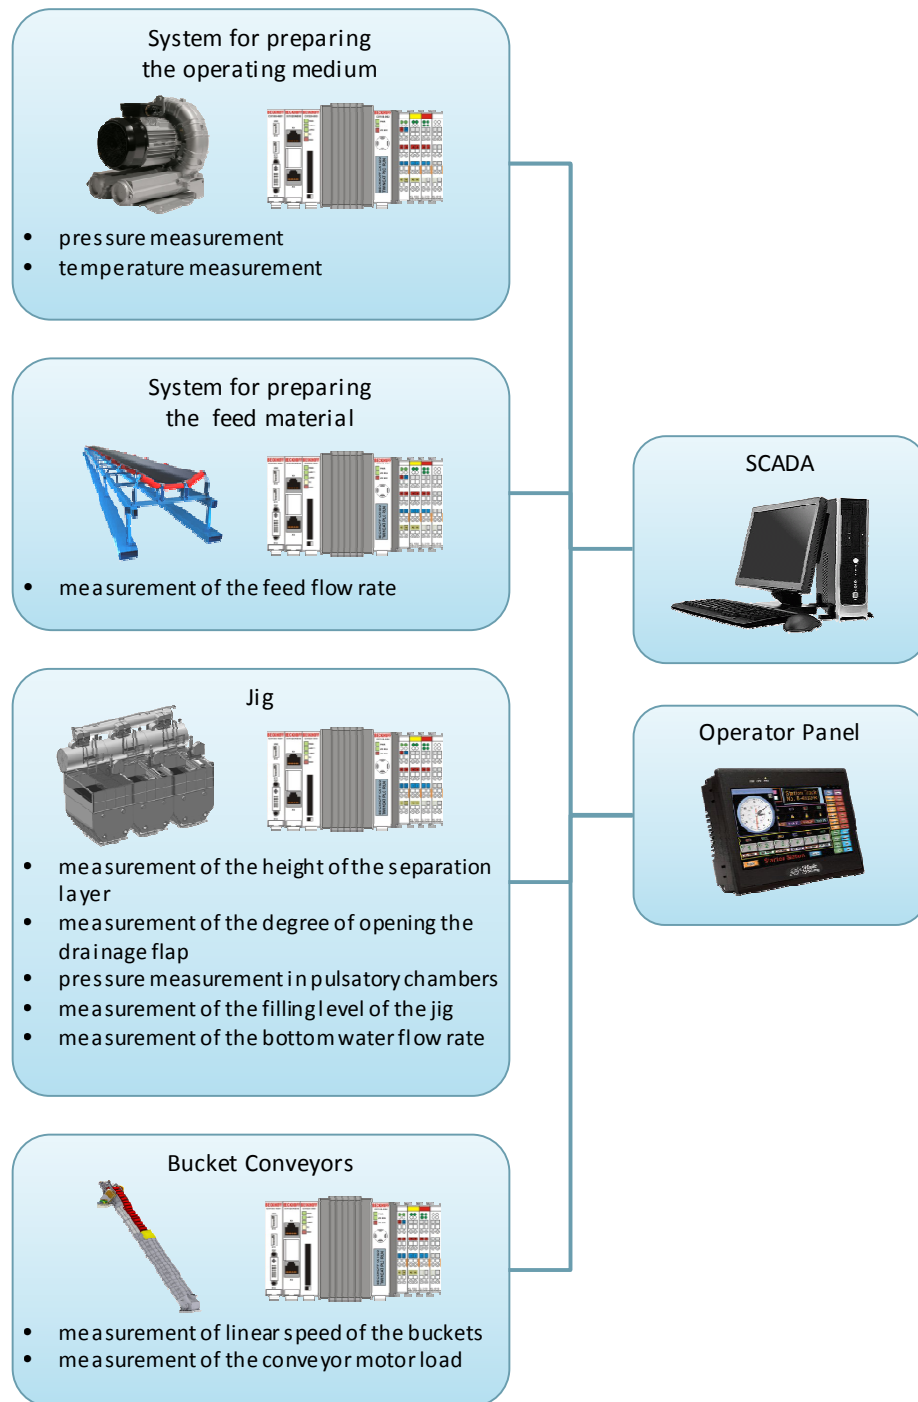 System for preparing
the operating medium
BECKHOFF
• pressure measurement
• temperature measurement
System for preparing
the feed material
BECKHOFF
• measurement of the feed flow rate
Jig
BECKHOFF
• measurement of the height of the separation
layer
• measurement of the degree of opening the
drainage flap
• pressure measurement in pulsatory chambers
• measurement of the filling level of the jig
• measurement of the bottom water flow rate
Bucket Conveyors
BECKHOFF
• measurement of linear speed of the buckets
• measurement of the conveyor motor load
SCADA
Operator Panel